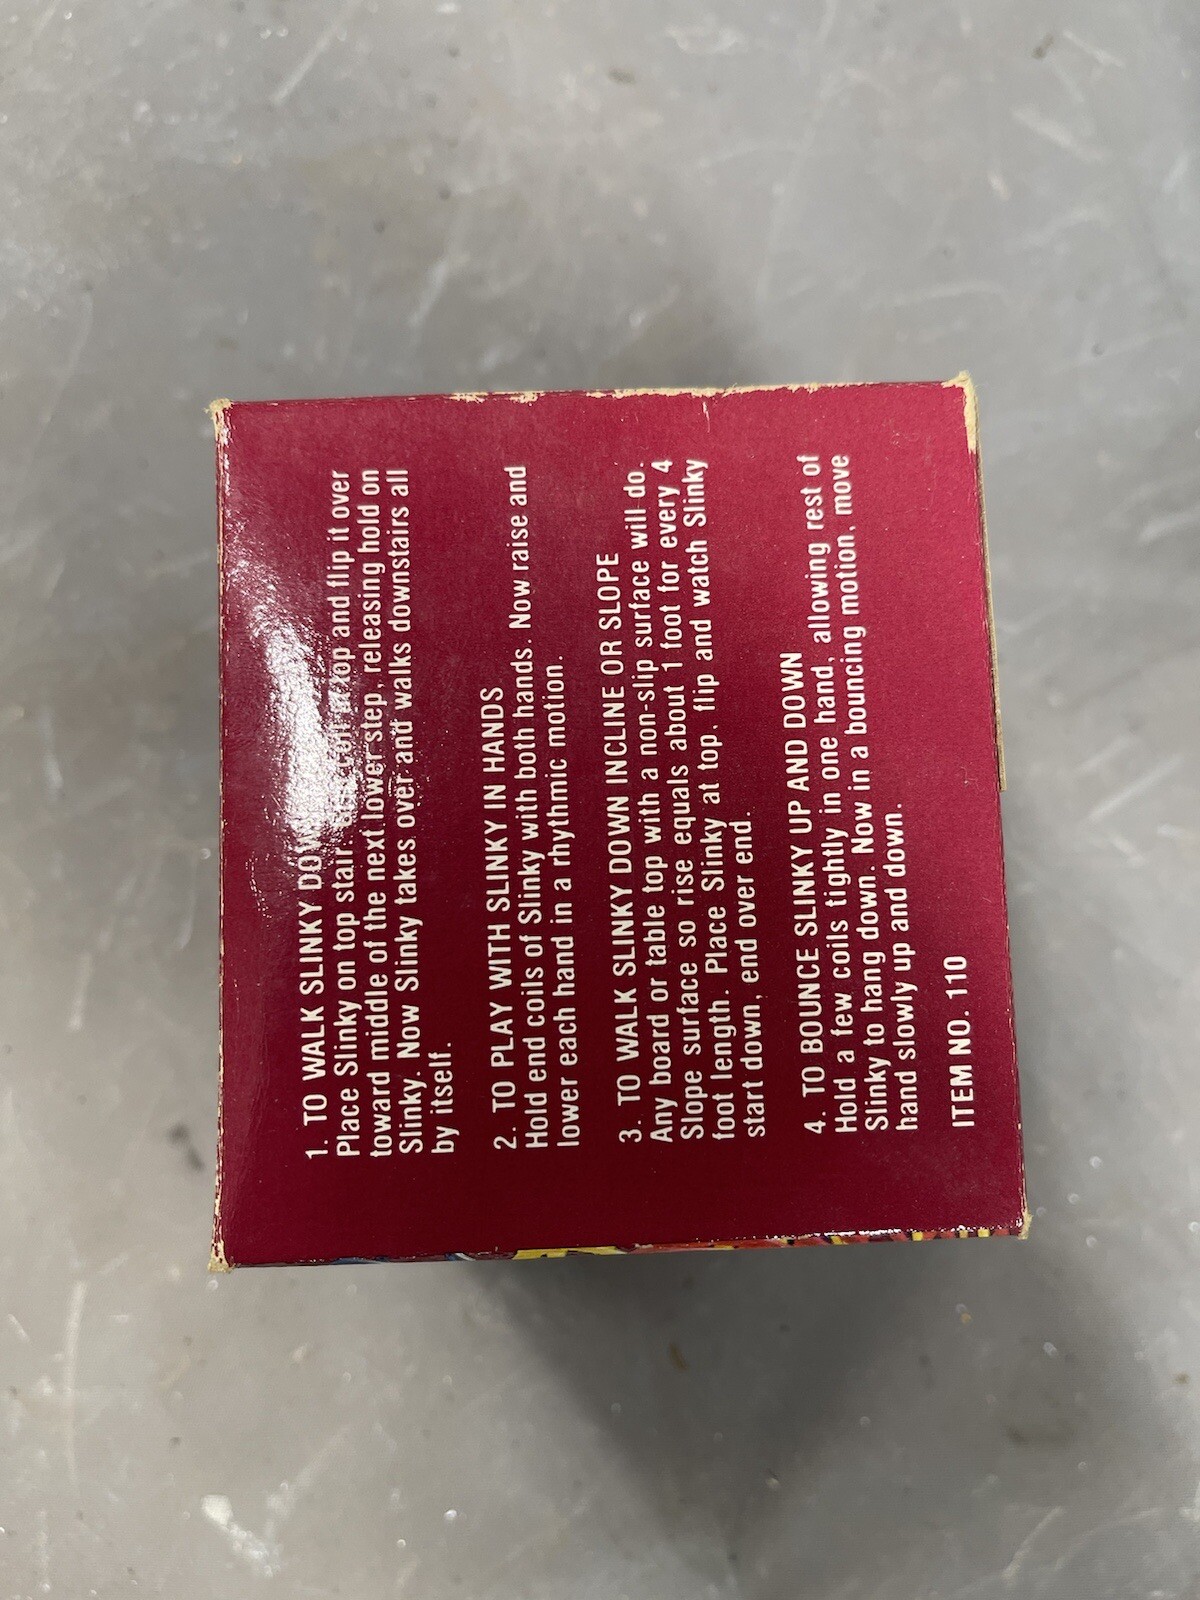 1. TO WALK SLINKY
Place Slinky on top stair. coil top and flip it over
toward middle of the next lower step, releasing hold on
Slinky. Now Slinky takes over and walks downstairs all
by itself.
2. TO PLAY WITH SLINKY IN HANDS
Hold end coils of Slinky with both hands. Now raise and
lower each hand in a rhythmic motion.
3. TO WALK SLINKY DOWN INCLINE OR SLOPE
Any board or table top with a non-slip surface will do.
Slope surface so rise equals about 1 foot for every 4
foot length. Place Slinky at top, flip and watch Slinky
start down, end over end.
4. TO BOUNCE SLINKY UP AND DOWN
Hold a few coils tightly in one hand, allowing rest of
Slinky to hang down. Now in a bouncing motion, move
hand slowly up and down.
ITEM NO. 110